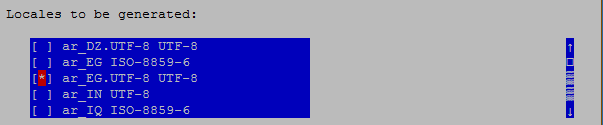 Locales to be generated:
[ ] ar_DZ.UTF-8 UTF-8
[ ] ar_EG ISO-8859-6
[*] ar_EG.UTF-8 UTF-8
[ ] ar_IN UTF-8
[ ] ar_IQ ISO-8859-6